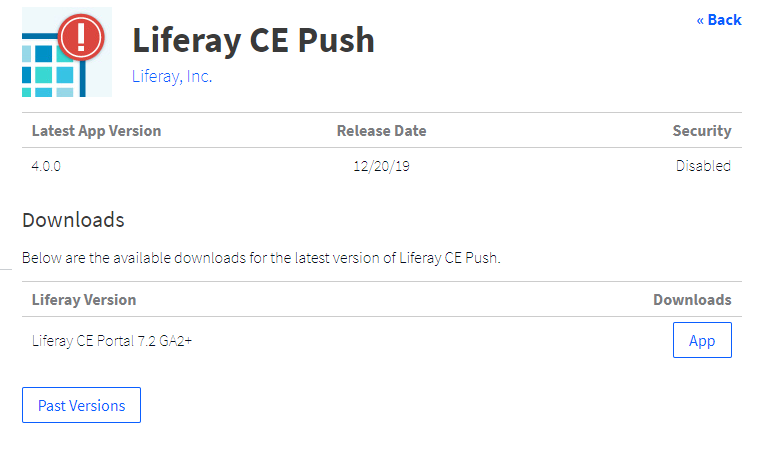 « Back
Liferay CE Push
Liferay, Inc.
Latest App Version Release Date Security
4.0.0 12/20/19 Disabled
Downloads
Below are the available downloads for the latest version of Liferay CE Push.
Liferay Version Downloads
Liferay CE Portal 7.2 GA2+ App
Past Versions